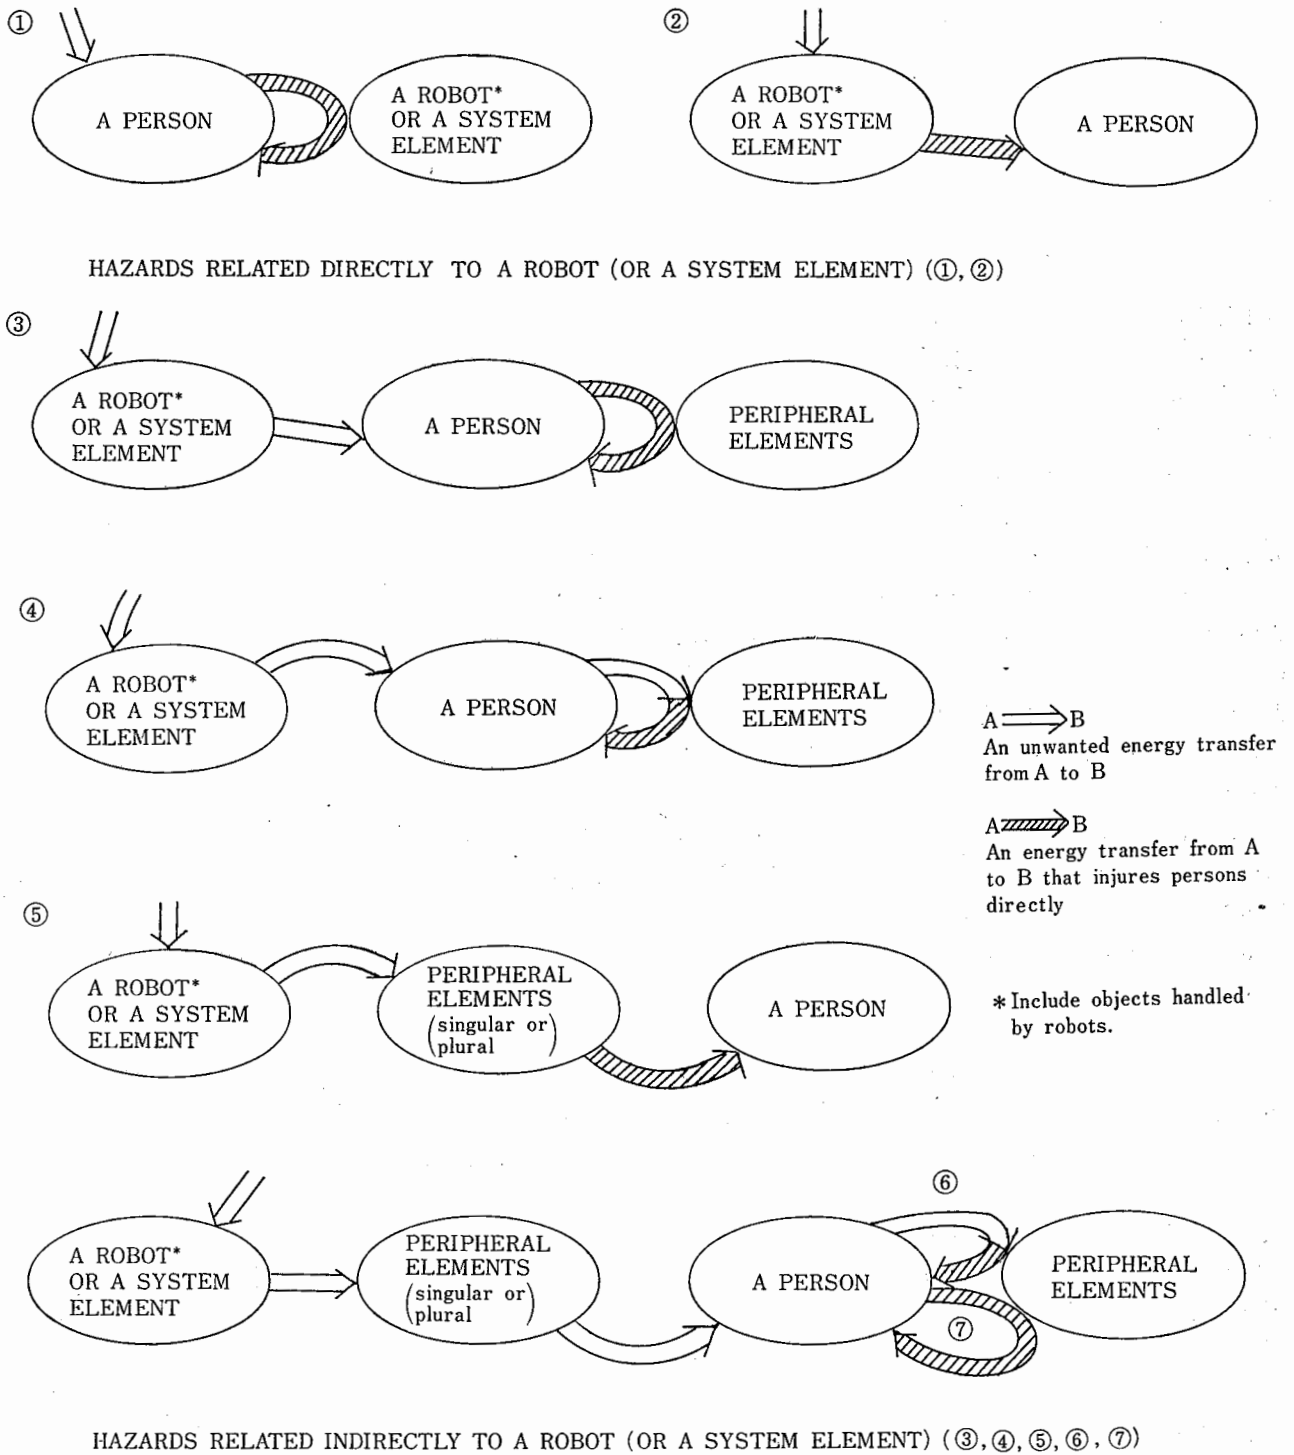 ①
A PERSON
A ROBOT*
OR A SYSTEM
ELEMENT
②
A ROBOT*
OR A SYSTEM
ELEMENT
A PERSON
HAZARDS RELATED DIRECTLY TO A ROBOT (OR A SYSTEM ELEMENT) (①, ②)
③
A ROBOT*
OR A SYSTEM
ELEMENT
A PERSON
PERIPHERAL
ELEMENTS
④
A ROBOT*
OR A SYSTEM
ELEMENT
A PERSON
PERIPHERAL
ELEMENTS
A B
An unwanted energy transfer
from A to B
A B
An energy transfer from A
to B that injures persons
directly
⑤
A ROBOT*
OR A SYSTEM
ELEMENT
PERIPHERAL
ELEMENTS
(singular or
plural)
A PERSON
* Include objects handled
by robots.
A ROBOT*
OR A SYSTEM
ELEMENT
PERIPHERAL
ELEMENTS
(singular or
plural)
A PERSON
⑥
⑦
PERIPHERAL
ELEMENTS
HAZARDS RELATED INDIRECTLY TO A ROBOT (OR A SYSTEM ELEMENT) (③, ④, ⑤, ⑥, ⑦)